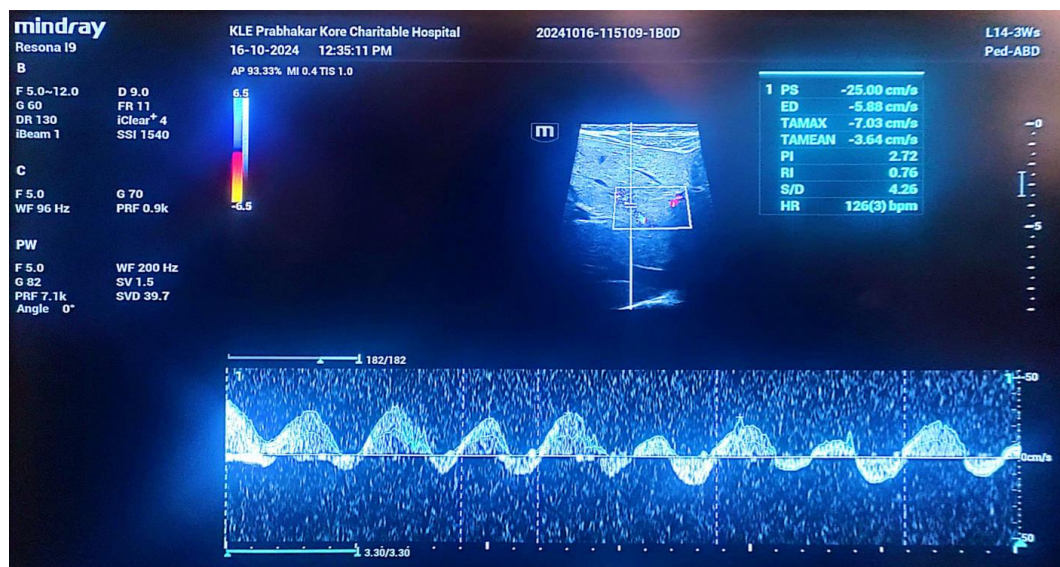 mindray
Resona I9
KLE Prabhakar Kore Charitable Hospital
16-10-2024 12:35:11 PM
20241016-115109-1B0D
L14-3Ws
Ped-ABD
AP 93.33% MI 0.4 TIS 1.0
B
F 5.0~12.0 D 9.0
G 60 FR 11
DR 130 iClear+ 4
iBeam 1 SSI 1540
C
F 5.0 G 70
WF 96 Hz PRF 0.9k
PW
F 5.0 WF 200 Hz
G 82 SV 1.5
PRF 7.1k SVD 39.7
Angle 0°
6.5
-6.5
m
1 PS -25.00 cm/s
ED -5.88 cm/s
TAMAX -7.03 cm/s
TAMEAN -3.64 cm/s
PI 2.72
RI 0.76
S/D 4.26
HR 126(3) bpm
0
5
182/182
1
1
-50
0cm/s
-50
3.30/3.30